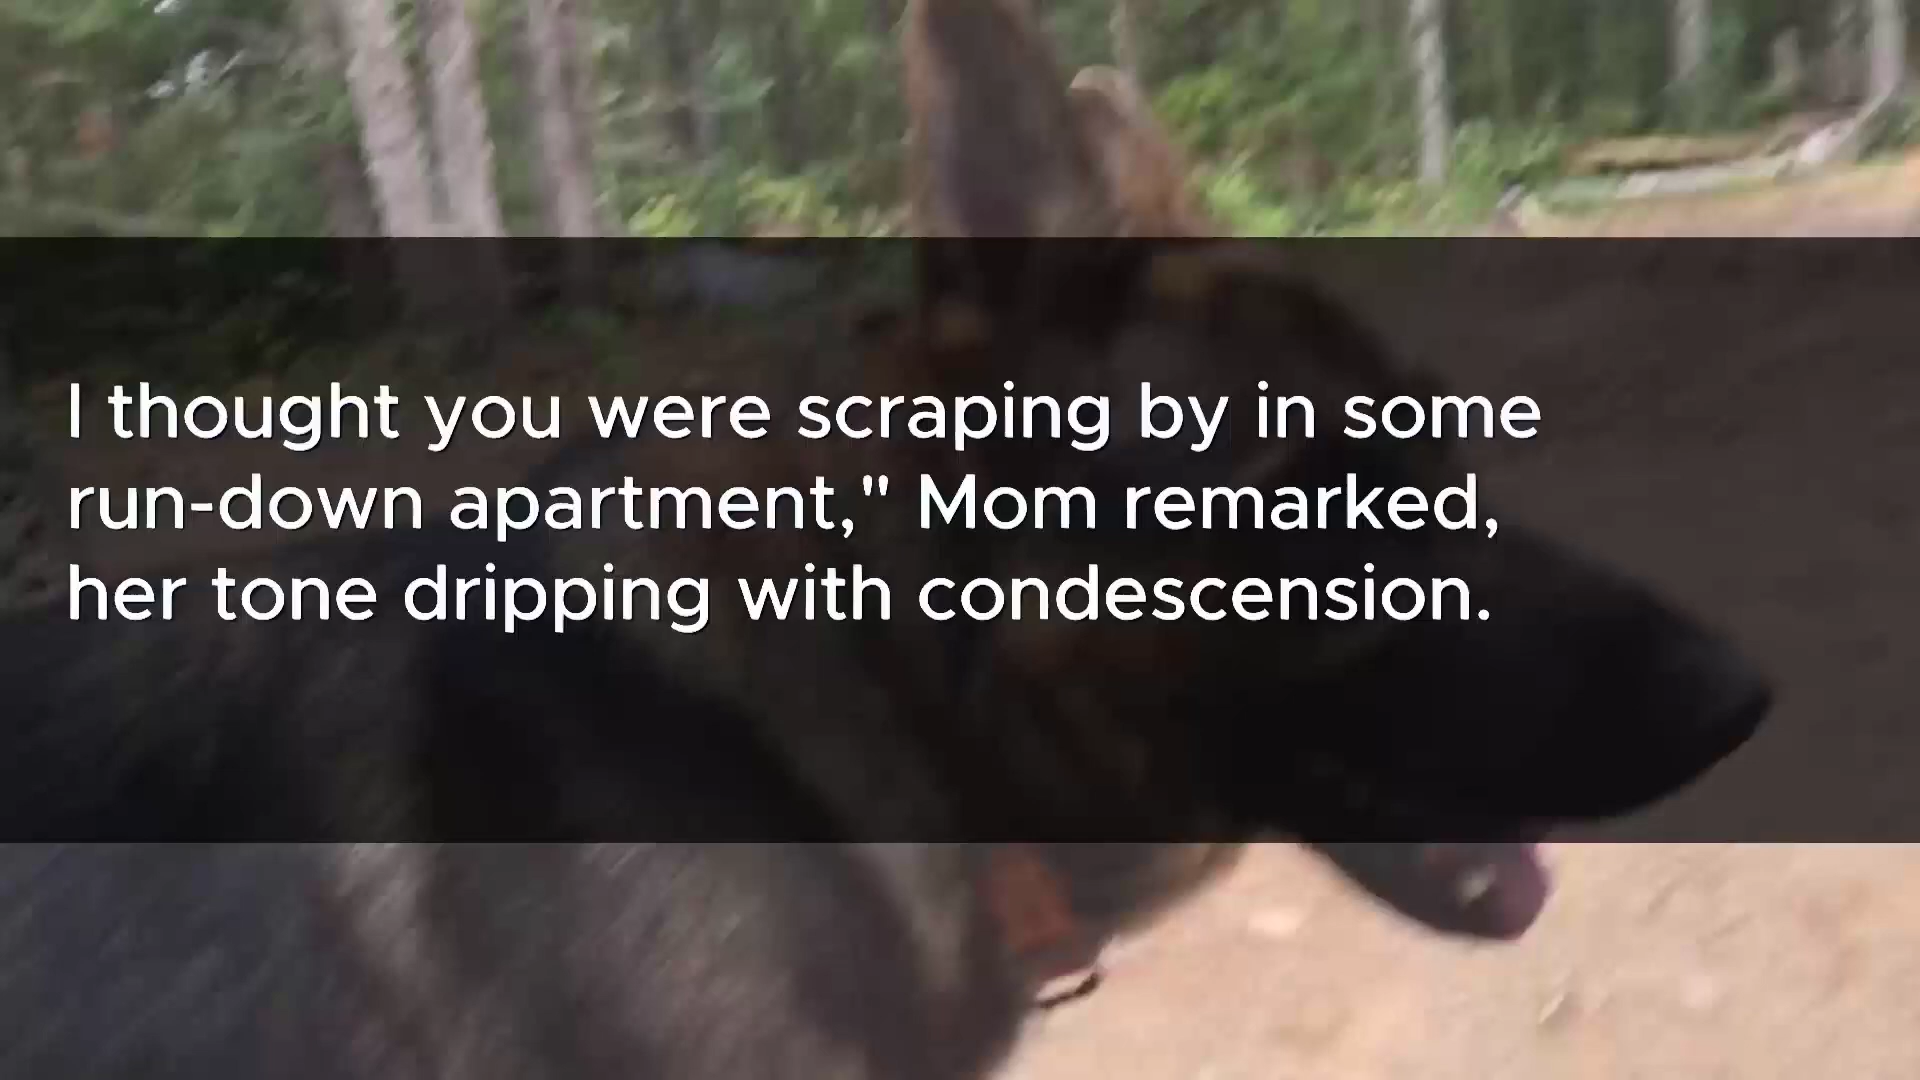 I thought you were scraping by in some
run-down apartment," Mom remarked,
her tone dripping with condescension.